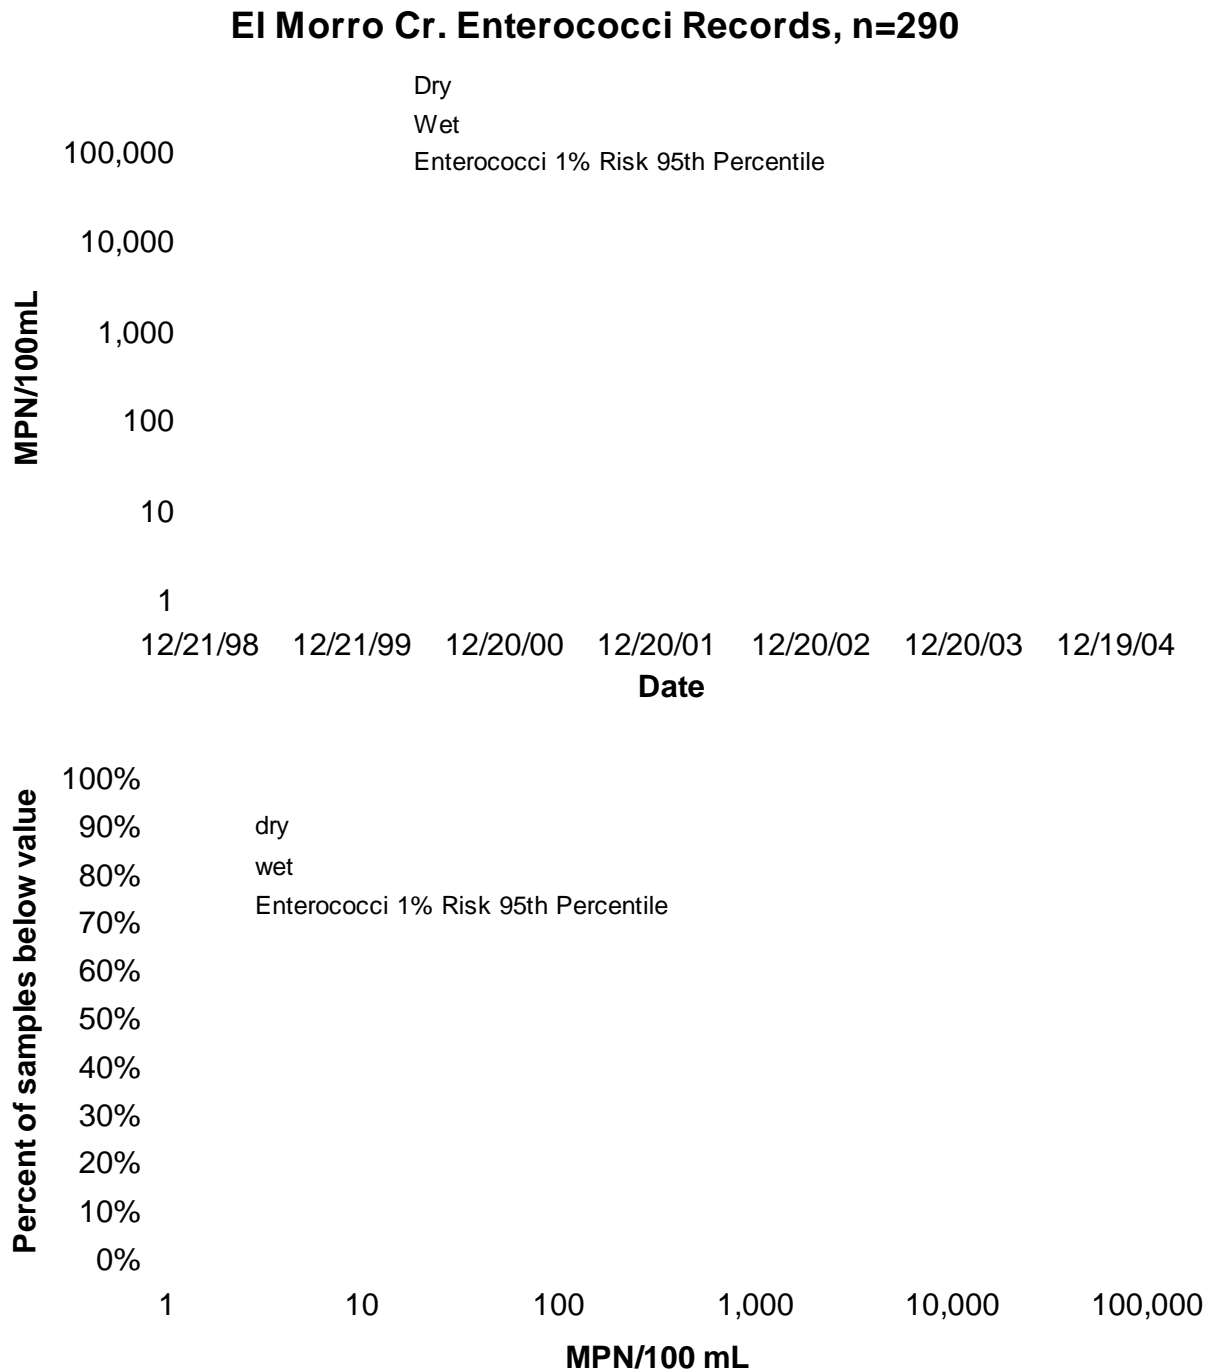 El Morro Cr. Enterococci Records, n=290
Dry
Wet
Enterococci 1% Risk 95th Percentile
100,000
10,000
1,000
100
10
1
MPN/100mL
12/21/98 12/21/99 12/20/00 12/20/01 12/20/02 12/20/03 12/19/04
Date
100%
90%
80%
70%
60%
50%
40%
30%
20%
10%
0%
Percent of samples below value
dry
wet
Enterococci 1% Risk 95th Percentile
1 10 100 1,000 10,000 100,000
MPN/100 mL